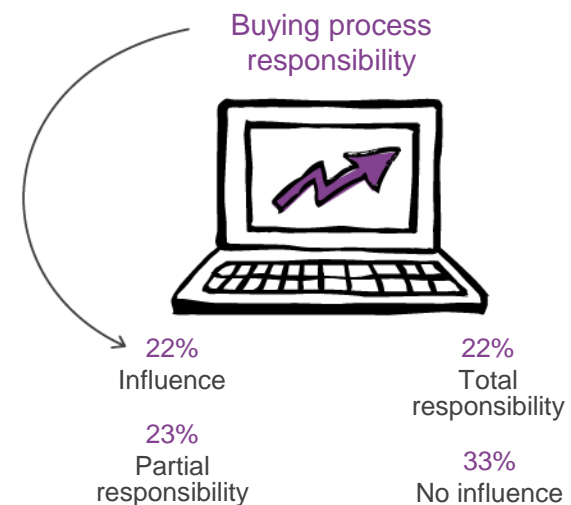 Buying process
responsibility
22%
Influence
22%
Total
responsibility
23%
Partial
responsibility
33%
No influence